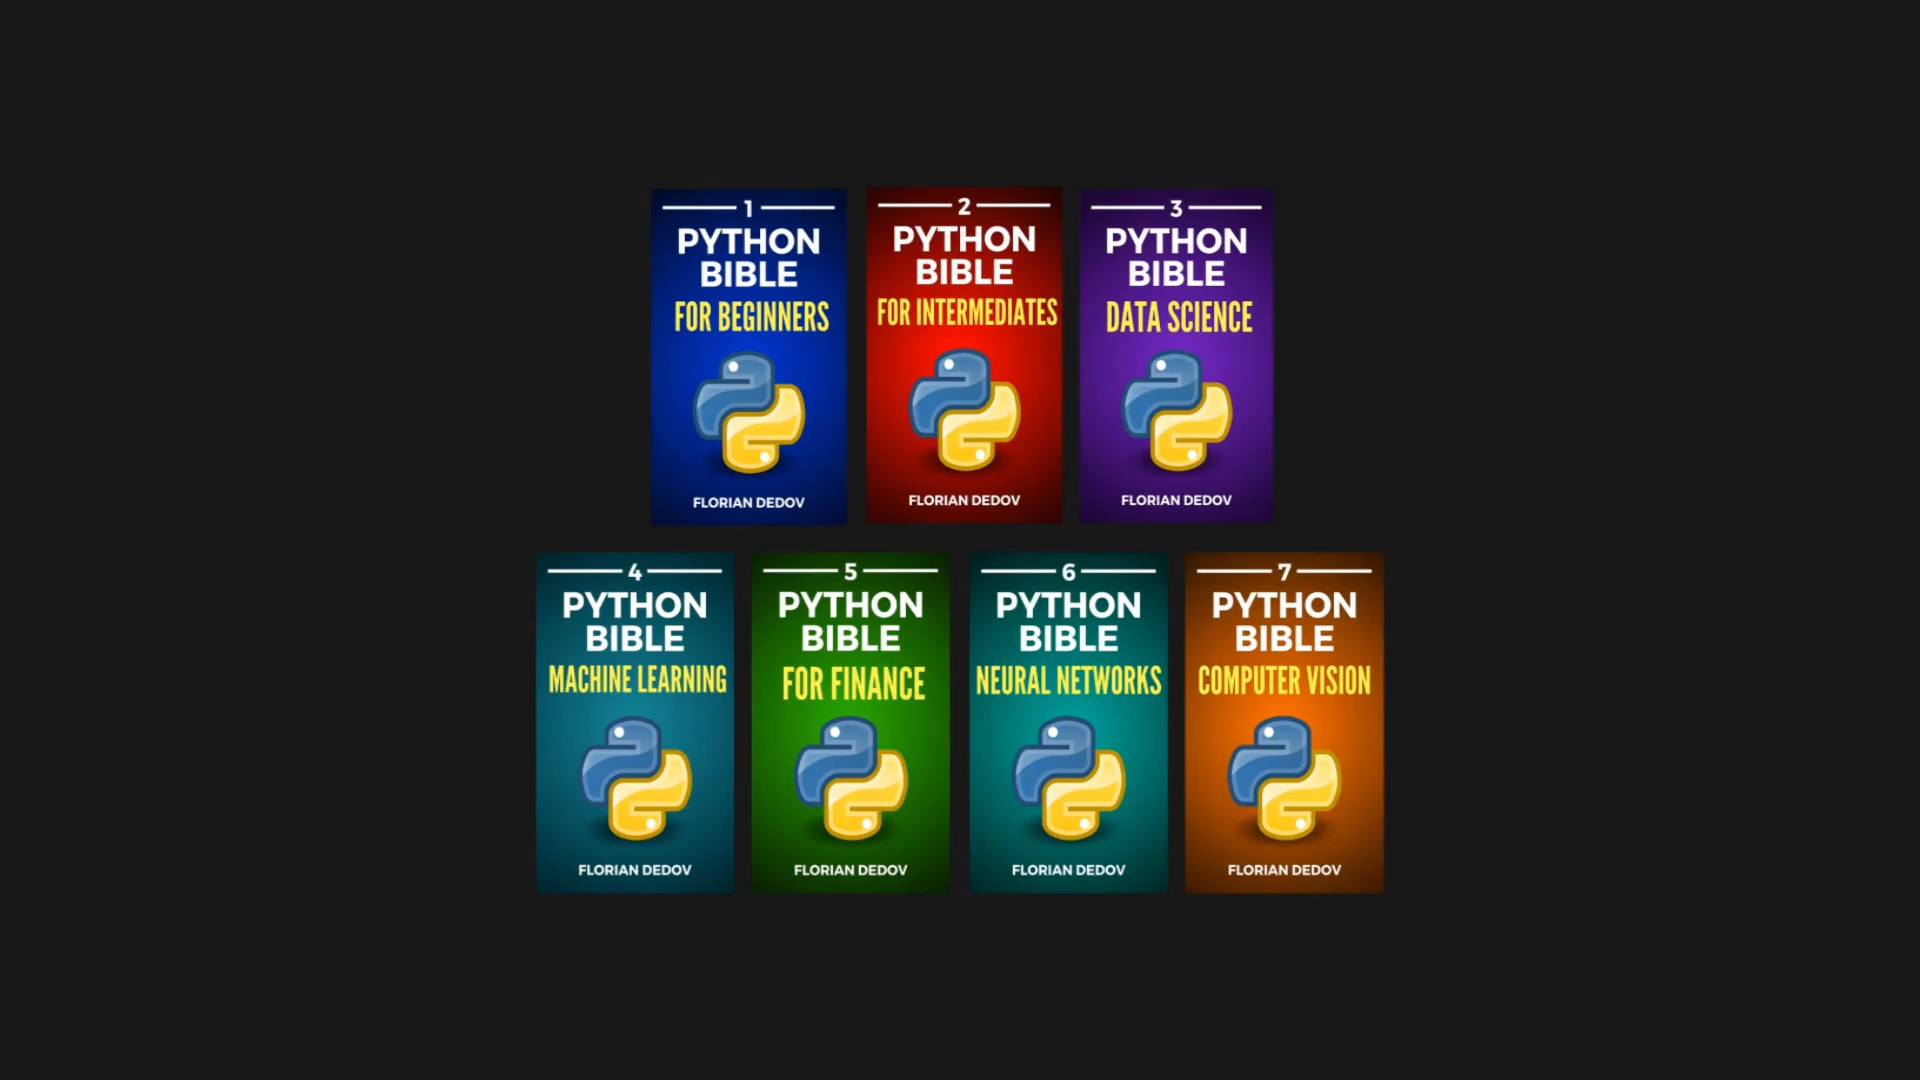 1
PYTHON
BIBLE
FOR BEGINNERS
FLORIAN DEDOV
2
PYTHON
BIBLE
FOR INTERMEDIATES
FLORIAN DEDOV
3
PYTHON
BIBLE
DATA SCIENCE
FLORIAN DEDOV
4
PYTHON
BIBLE
MACHINE LEARNING
FLORIAN DEDOV
5
PYTHON
BIBLE
FOR FINANCE
FLORIAN DEDOV
6
PYTHON
BIBLE
NEURAL NETWORKS
FLORIAN DEDOV
7
PYTHON
BIBLE
COMPUTER VISION
FLORIAN DEDOV